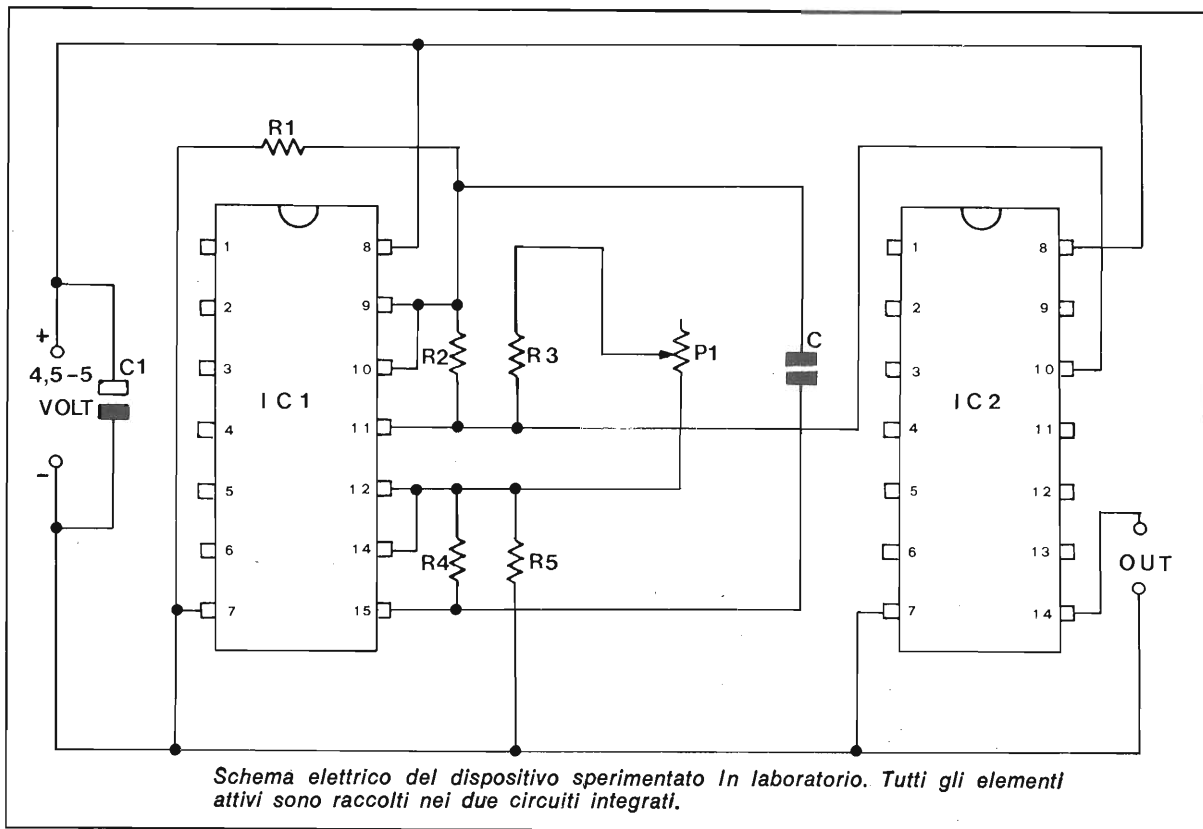 R1
1
2
3
4
5
6
7
8
9
10
11
12
14
15
IC1
+
4,5-5
VOLT
-
C1
R2
R3
P1
C
R4
R5
1
2
3
4
5
6
7
8
9
10
11
12
13
14
IC2
OUT
Schema elettrico del dispositivo sperimentato In laboratorio. Tutti gli elementi
attivi sono raccolti nei due circuiti integrati.